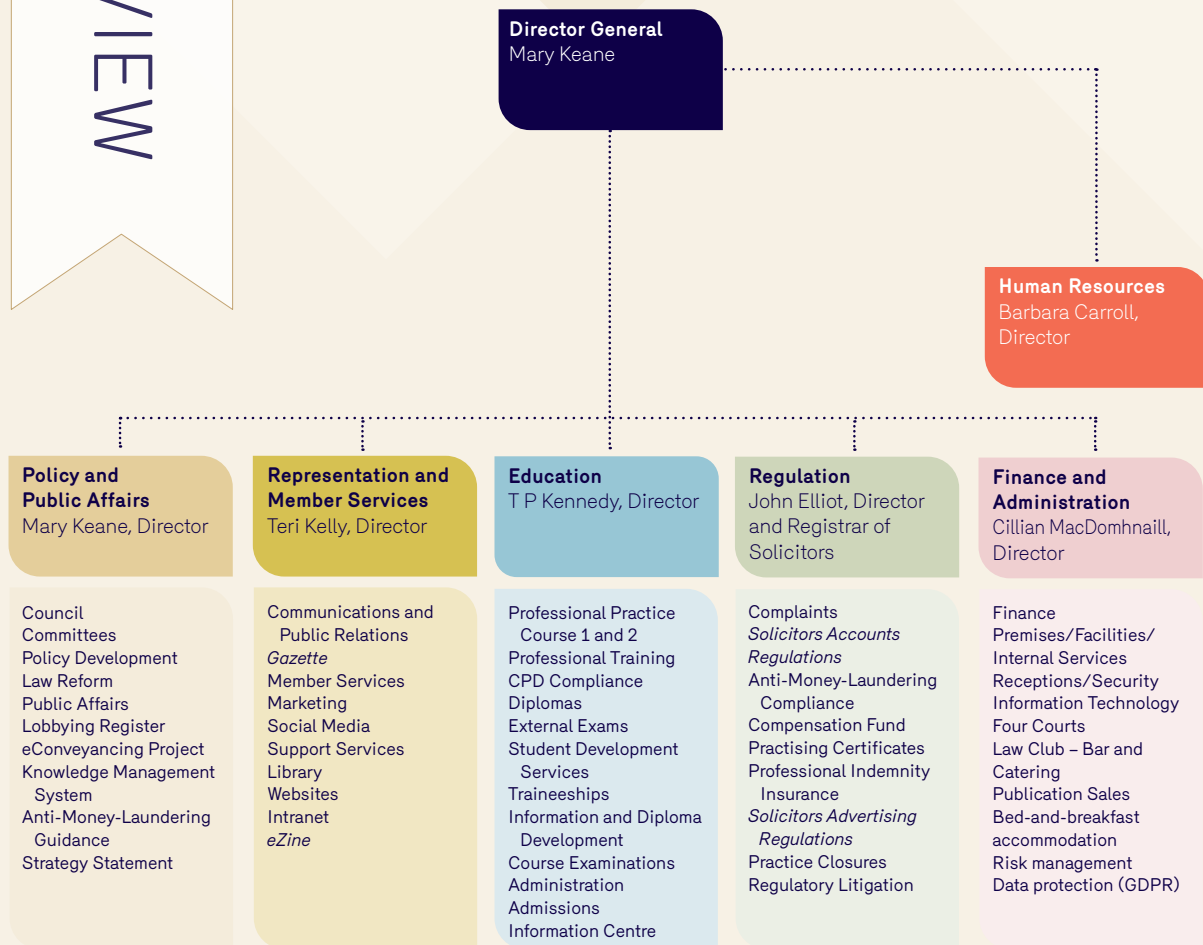 VIEW
Director General
Mary Keane
Human Resources
Barbara Carroll,
Director
Policy and
Public Affairs
Mary Keane, Director
Council
Committees
Policy Development
Law Reform
Public Affairs
Lobbying Register
eConveyancing Project
Knowledge Management
System
Anti-Money-Laundering
Guidance
Strategy Statement
Representation and
Member Services
Teri Kelly, Director
Communications and
Public Relations
Gazette
Member Services
Marketing
Social Media
Support Services
Library
Websites
Intranet
eZine
Education
T P Kennedy, Director
Professional Practice
Course 1 and 2
Professional Training
CPD Compliance
Diplomas
External Exams
Student Development
Services
Traineeships
Information and Diploma
Development
Course Examinations
Administration
Admissions
Information Centre
Regulation
John Elliot, Director
and Registrar of
Solicitors
Complaints
Solicitors Accounts
Regulations
Anti-Money-Laundering
Compliance
Compensation Fund
Practising Certificates
Professional Indemnity
Insurance
Solicitors Advertising
Regulations
Practice Closures
Regulatory Litigation
Finance and
Administration
Cillian MacDomhnaill,
Director
Finance
Premises/Facilities/
Internal Services
Receptions/Security
Information Technology
Four Courts
Law Club – Bar and
Catering
Publication Sales
Bed-and-breakfast
accommodation
Risk management
Data protection (GDPR)